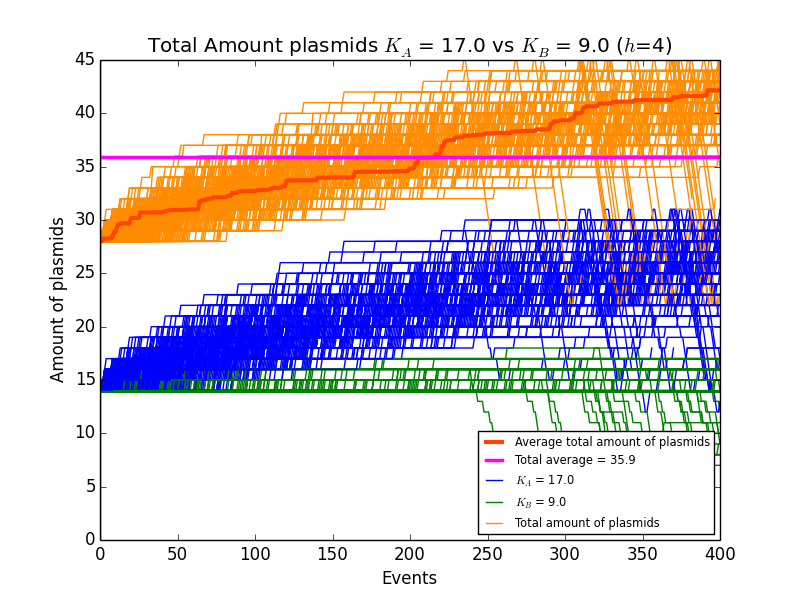 Total Amount plasmids K_A = 17.0 vs K_B = 9.0 (h=4)
45
40
35
30
25
20
15
10
5
0
Amount of plasmids
Average total amount of plasmids
Total average = 35.9
K_A = 17.0
K_B = 9.0
Total amount of plasmids
0 50 100 150 200 250 300 350 400
Events